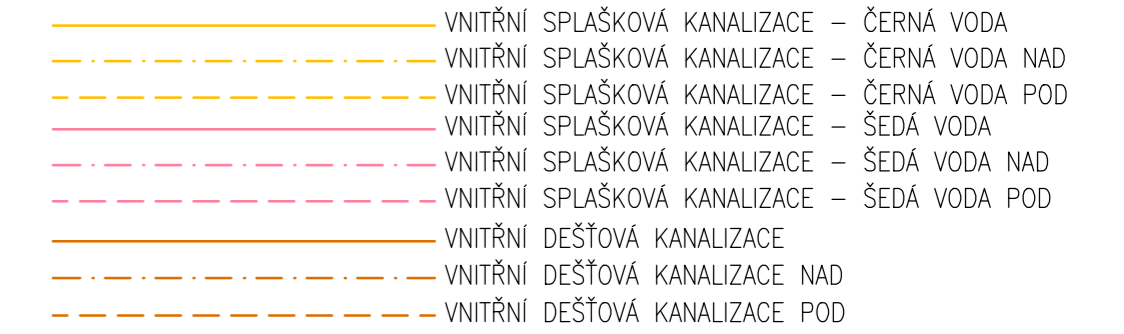 VNITŘNÍ SPLAŠKOVÁ KANALIZACE – ČERNÁ VODA
VNITŘNÍ SPLAŠKOVÁ KANALIZACE – ČERNÁ VODA NAD
VNITŘNÍ SPLAŠKOVÁ KANALIZACE – ČERNÁ VODA POD
VNITŘNÍ SPLAŠKOVÁ KANALIZACE – ŠEDÁ VODA
VNITŘNÍ SPLAŠKOVÁ KANALIZACE – ŠEDÁ VODA NAD
VNITŘNÍ SPLAŠKOVÁ KANALIZACE – ŠEDÁ VODA POD
VNITŘNÍ DEŠŤOVÁ KANALIZACE
VNITŘNÍ DEŠŤOVÁ KANALIZACE NAD
VNITŘNÍ DEŠŤOVÁ KANALIZACE POD